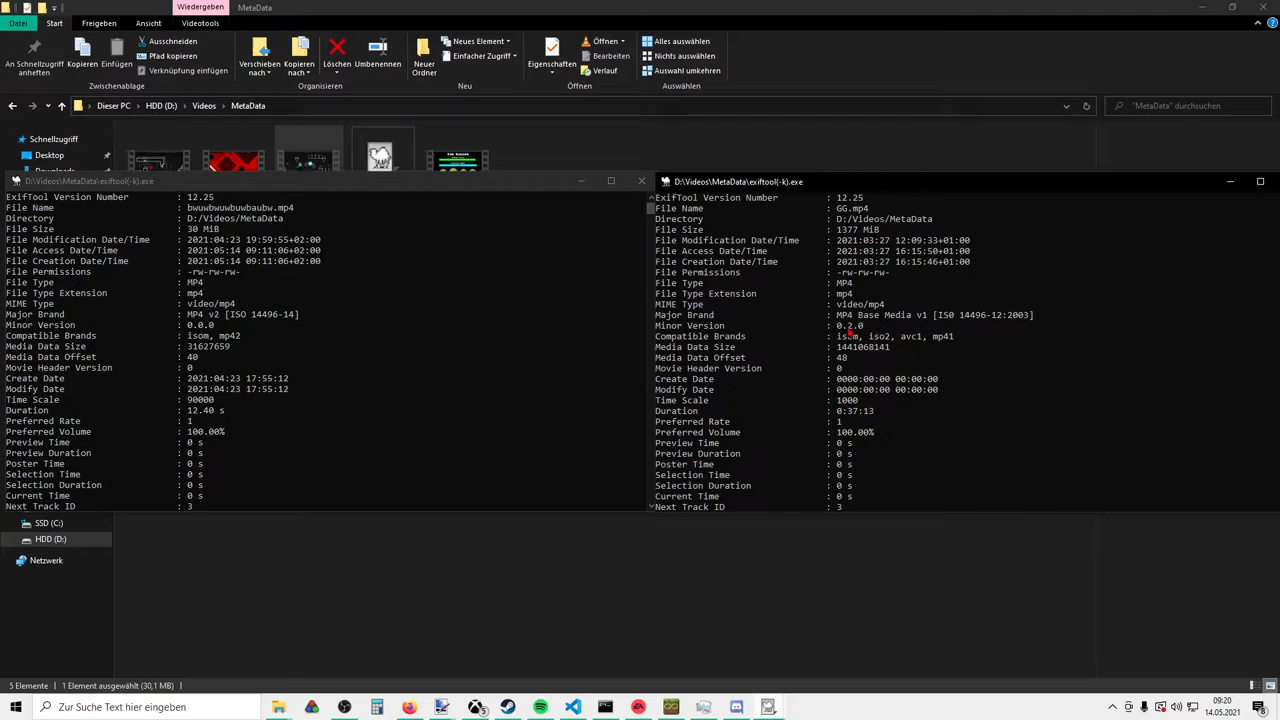 Wiedergeben
MetaData
Datei
Start
Freigeben
Ansicht
Videotools
An Schnellzugriff anheften
Kopieren
Einfügen
Ausschneiden
Pfad kopieren
Verknüpfung einfügen
Verschieben nach
Kopieren nach
Löschen
Umbenennen
Neuer Ordner
Neues Element
Einfacher Zugriff
Eigenschaften
Öffnen
Bearbeiten
Verlauf
Alles auswählen
Nichts auswählen
Auswahl umkehren
Zwischenablage
Organisieren
Neu
Öffnen
Auswählen
Dieser PC > HDD (D:) > Videos > MetaData
"MetaData" durchsuchen
Schnellzugriff
Desktop
Downloads
D:\Videos\MetaData\exiftool(-k).exe
ExifTool Version Number : 12.25
File Name : bwuwbwuwbuwbaubw.mp4
Directory : D:/Videos/MetaData
File Size : 30 MiB
File Modification Date/Time : 2021:04:23 19:59:55+02:00
File Access Date/Time : 2021:05:14 09:11:06+02:00
File Creation Date/Time : 2021:05:14 09:11:06+02:00
File Permissions : -rw-rw-rw-
File Type : MP4
File Type Extension : mp4
MIME Type : video/mp4
Major Brand : MP4 v2 [ISO 14496-14]
Minor Version : 0.0.0
Compatible Brands : isom, mp42
Media Data Size : 31627659
Media Data Offset : 40
Movie Header Version : 0
Create Date : 2021:04:23 17:55:12
Modify Date : 2021:04:23 17:55:12
Time Scale : 90000
Duration : 12.40 s
Preferred Rate : 1
Preferred Volume : 100.00%
Preview Time : 0 s
Preview Duration : 0 s
Poster Time : 0 s
Selection Time : 0 s
Selection Duration : 0 s
Current Time : 0 s
Next Track ID : 3
D:\Videos\MetaData\exiftool(-k).exe
ExifTool Version Number : 12.25
File Name : GG.mp4
Directory : D:/Videos/MetaData
File Size : 1377 MiB
File Modification Date/Time : 2021:03:27 12:09:33+01:00
File Access Date/Time : 2021:03:27 16:15:50+01:00
File Creation Date/Time : 2021:03:27 16:15:46+01:00
File Permissions : -rw-rw-rw-
File Type : MP4
File Type Extension : mp4
MIME Type : video/mp4
Major Brand : MP4 Base Media v1 [IS0 14496-12:2003]
Minor Version : 0.2.0
Compatible Brands : isom, iso2, avc1, mp41
Media Data Size : 1441068141
Media Data Offset : 48
Movie Header Version : 0
Create Date : 0000:00:00 00:00:00
Modify Date : 0000:00:00 00:00:00
Time Scale : 1000
Duration : 0:37:13
Preferred Rate : 1
Preferred Volume : 100.00%
Preview Time : 0 s
Preview Duration : 0 s
Poster Time : 0 s
Selection Time : 0 s
Selection Duration : 0 s
Current Time : 0 s
Next Track ID : 3
SSD (C:)
HDD (D:)
Netzwerk
5 Elemente
1 Element ausgewählt (30,1 MB)
Zur Suche Text hier eingeben
09:20
14.05.2021